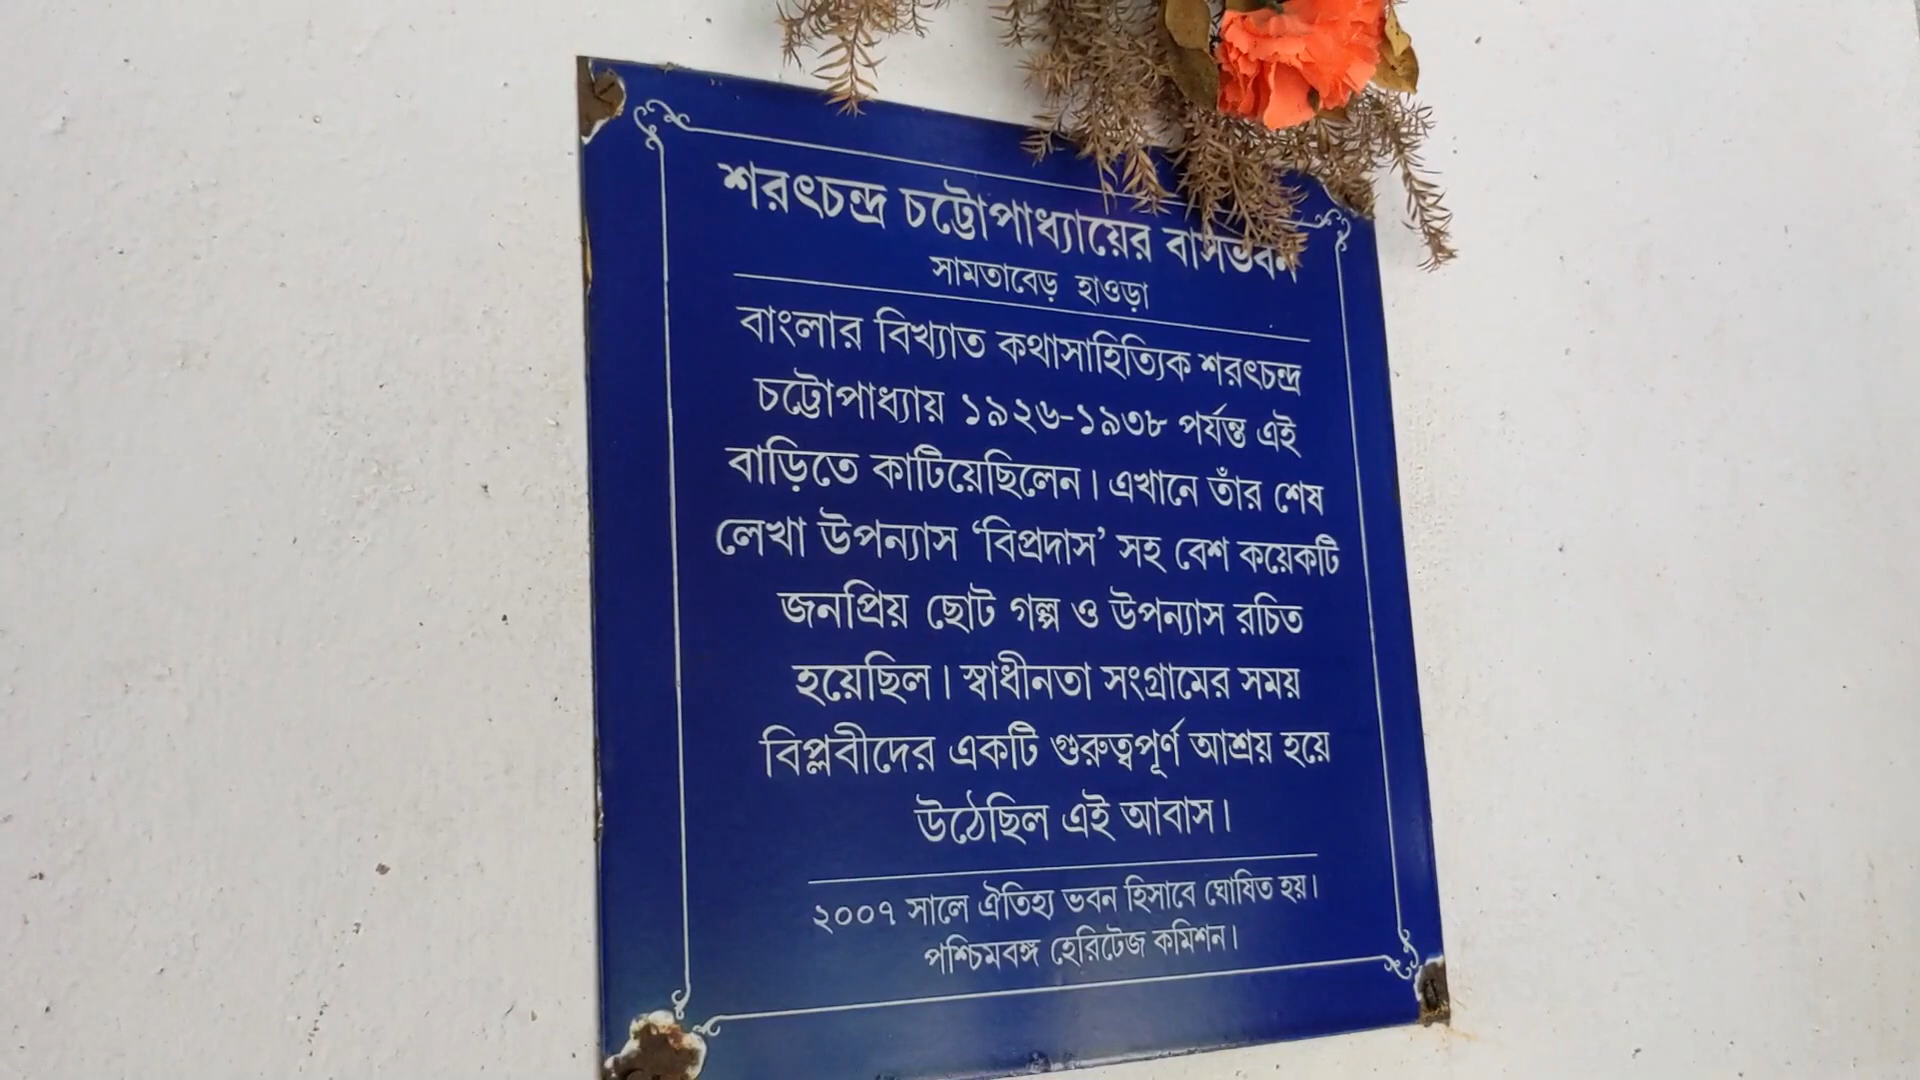 শরৎচন্দ্র চট্টোপাধ্যায়ের বাসভবন
সামতাবেড় হাওড়া
বাংলার বিখ্যাত কথাসাহিত্যিক শরৎচন্দ্র
চট্টোপাধ্যায় ১৯২৬-১৯৩৮ পর্যন্ত এই
বাড়িতে কাটিয়েছিলেন। এখানে তাঁর শেষ
লেখা উপন্যাস ‘বিপ্রদাস’ সহ বেশ কয়েকটি
জনপ্রিয় ছোট গল্প ও উপন্যাস রচিত
হয়েছিল। স্বাধীনতা সংগ্রামের সময়
বিপ্লবীদের একটি গুরুত্বপূর্ণ আশ্রয় হয়ে
উঠেছিল এই আবাস।
২০০৭ সালে ঐতিহ্য ভবন হিসাবে ঘোষিত হয়।
পশ্চিমবঙ্গ হেরিটেজ কমিশন।